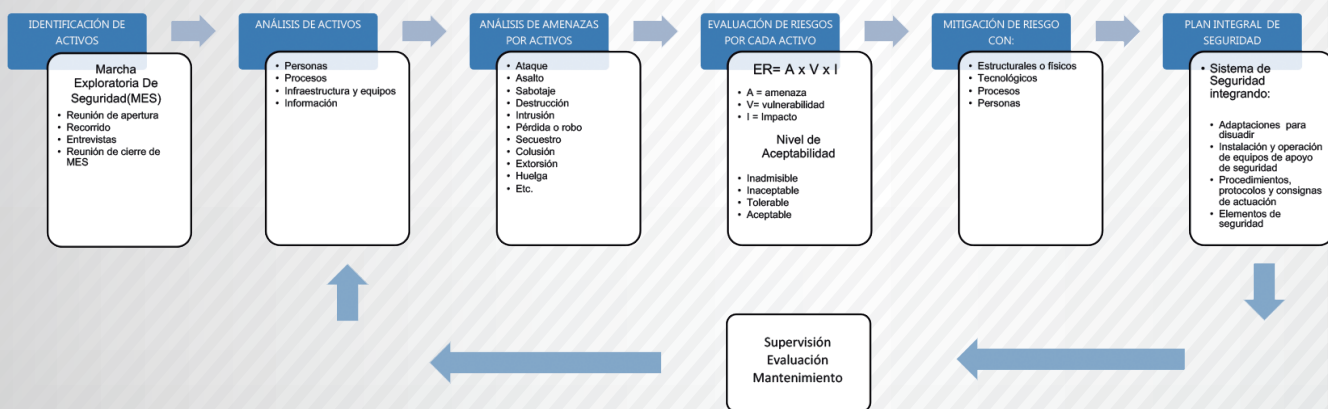 IDENTIFICACIÓN DE
ACTIVOS
Marcha
Exploratoria De
Seguridad(MES)
• Reunión de apertura
• Recorrido
• Entrevistas
• Reunión de cierre de
MES
ANÁLISIS DE ACTIVOS
• Personas
• Procesos
• Infraestructura y equipos
• Información
ANÁLISIS DE AMENAZAS
POR ACTIVOS
• Ataque
• Asalto
• Sabotaje
• Destrucción
• Intrusión
• Pérdida o robo
• Secuestro
• Colusión
• Extorsión
• Huelga
• Etc.
EVALUACIÓN DE RIESGOS
POR CADA ACTIVO
ER= A x V x I
• A = amenaza
• V= vulnerabilidad
• I = Impacto
Nivel de
Aceptabilidad
• Inadmisible
• Inaceptable
• Tolerable
• Aceptable
MITIGACIÓN DE RIESGO
CON:
• Estructurales o físicos
• Tecnológicos
• Procesos
• Personas
PLAN INTEGRAL DE
SEGURIDAD
• Sistema de
Seguridad
integrando:
• Adaptaciones para
disuadir
• Instalación y operación
de equipos de apoyo
de seguridad
• Procedimientos,
protocolos y consignas
de actuación
• Elementos de
seguridad
Supervisión
Evaluación
Mantenimiento